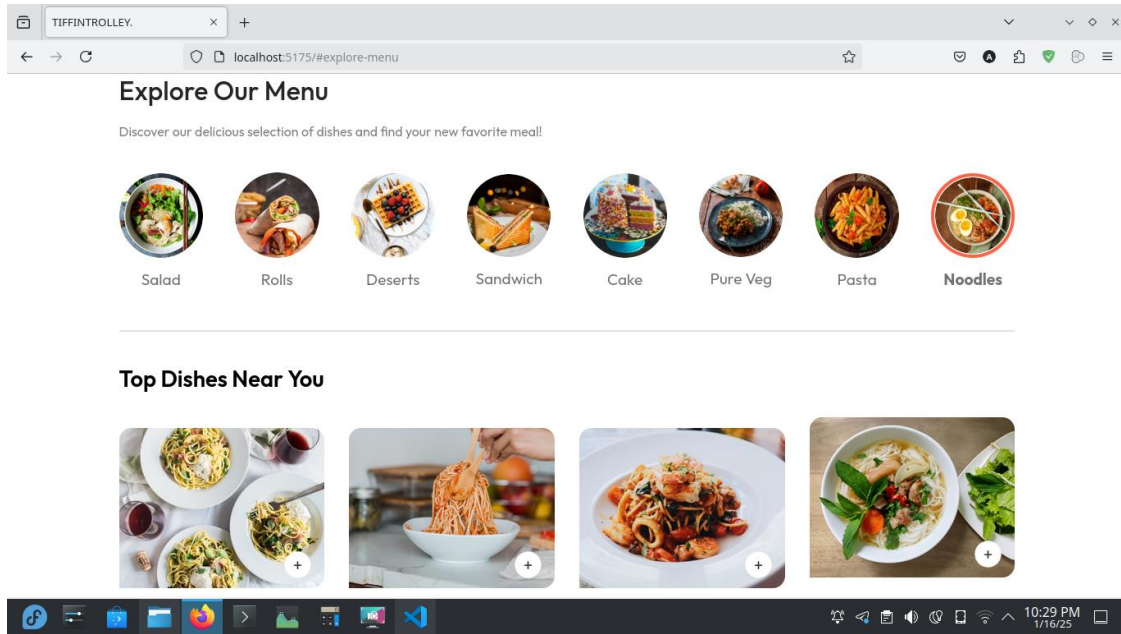 TIFFINTROLLEY.
localhost:5175/#explore-menu
Explore Our Menu
Discover our delicious selection of dishes and find your new favorite meal!
Salad Rolls Deserts Sandwich Cake Pure Veg Pasta Noodles
Top Dishes Near You
10:29 PM
1/16/25